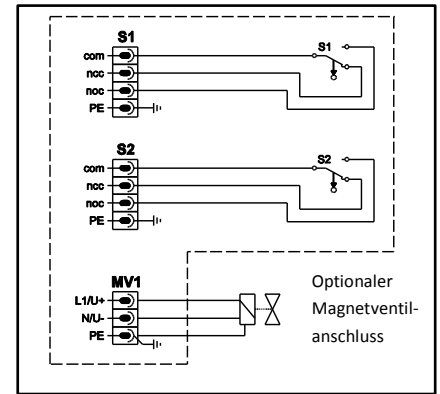 S1
S1
com
ncc
noc
PE
S2
S2
com
ncc
noc
PE
MV1
L1/U+
N/U-
PE
Optionaler
Magnetventil-
anschluss